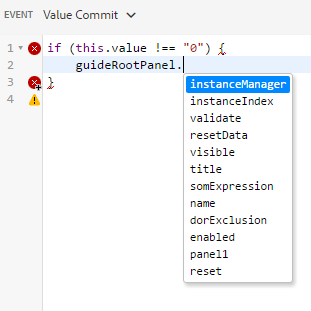 EVENT Value Commit
1 if (this.value !== "0") {
2 guideRootPanel.
3 }
4
instanceManager
instanceIndex
validate
resetData
visible
title
somExpression
name
dorExclusion
enabled
panel1
reset